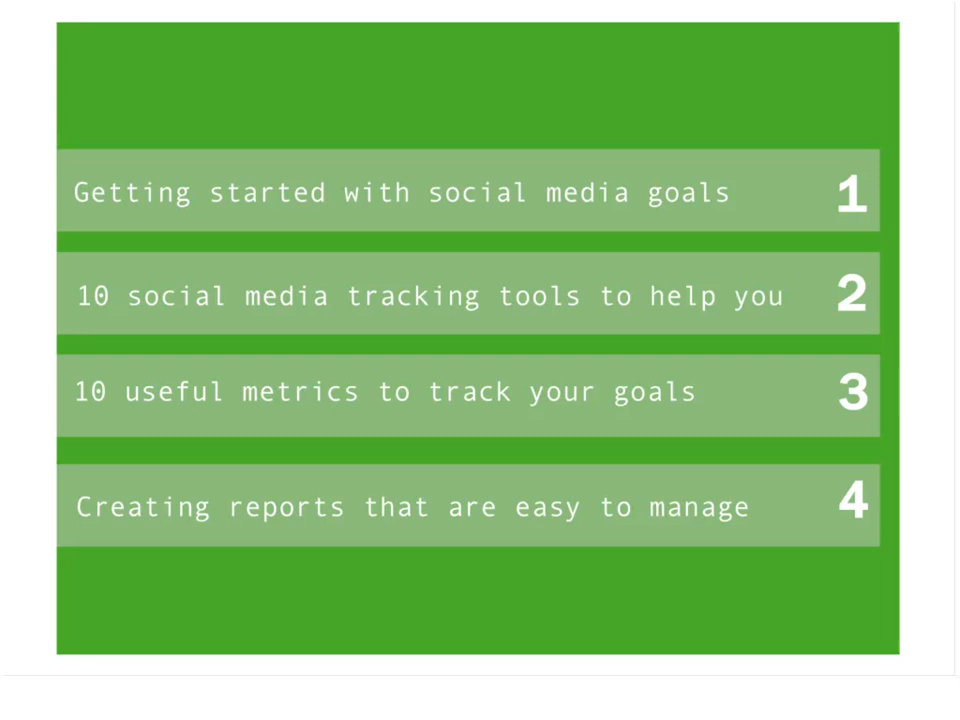 Getting started with social media goals 1
10 social media tracking tools to help you 2
10 useful metrics to track your goals 3
Creating reports that are easy to manage 4